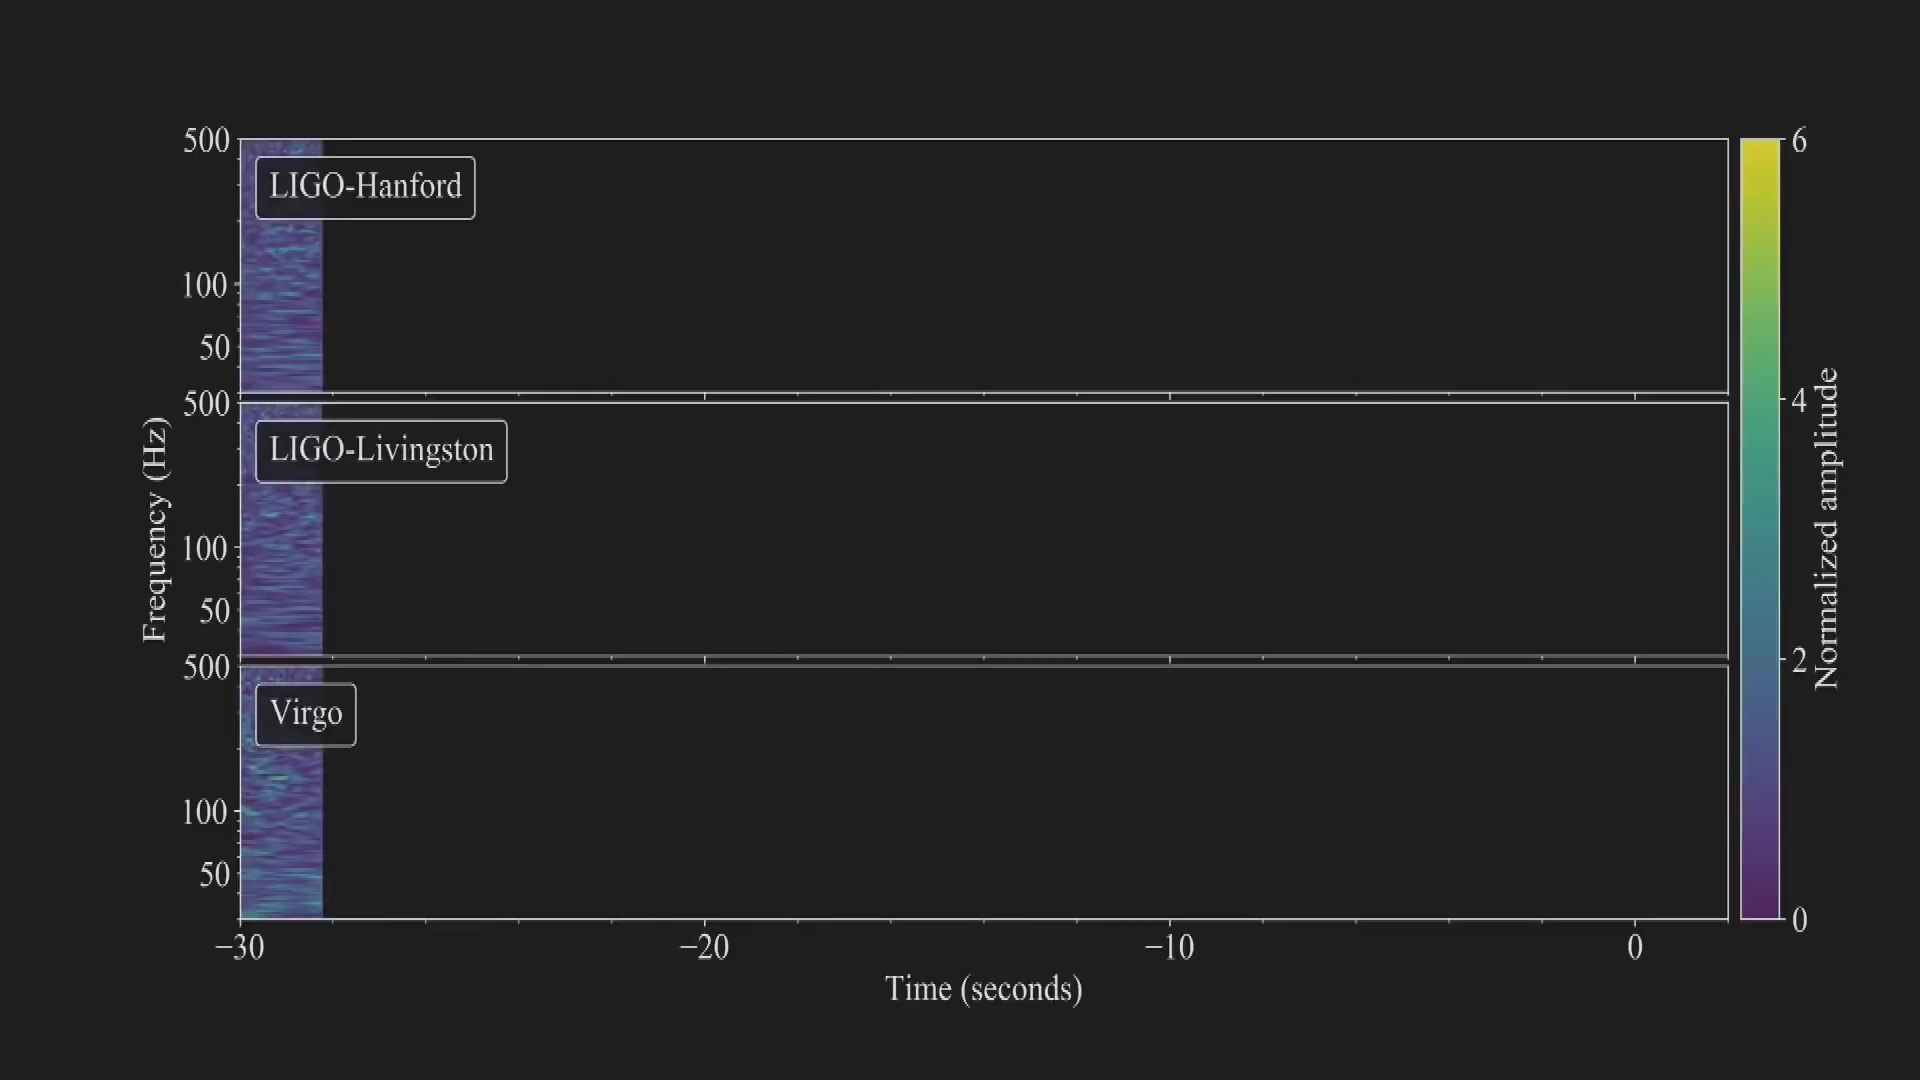 500
LIGO-Hanford
100
50
500
LIGO-Livingston
100
50
500
Virgo
100
50
Frequency (Hz)
−30
−20
−10
0
Time (seconds)
6
4
2
0
Normalized amplitude